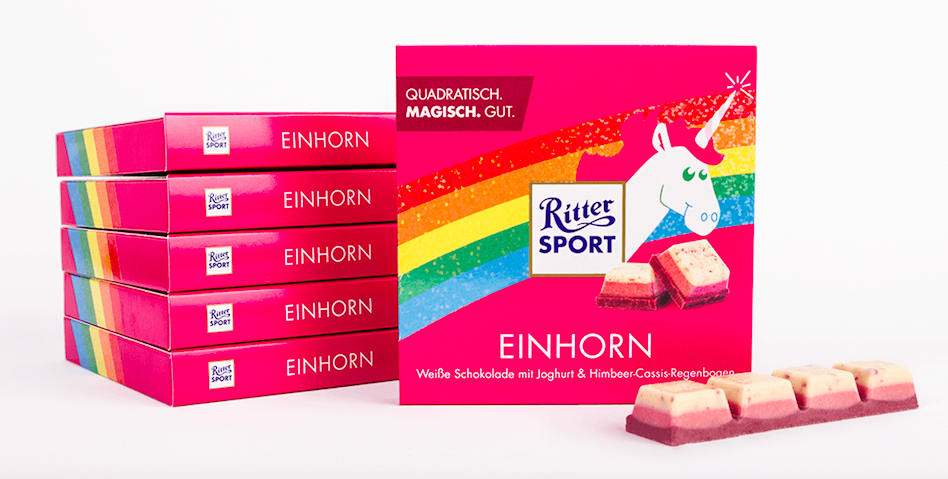 QUADRATISCH.
MAGISCH. GUT.
Ritter
SPORT
EINHORN
Weiße Schokolade mit Joghurt & Himbeer-Cassis-Regenbogen
Ritter
SPORT
EINHORN
Ritter
SPORT
EINHORN
Ritter
SPORT
EINHORN
Ritter
SPORT
EINHORN
Ritter
SPORT
EINHORN